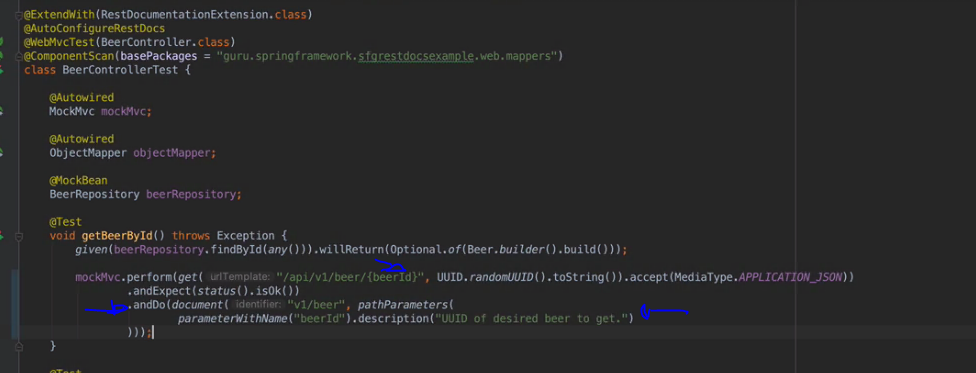 @ExtendWith(RestDocumentationExtension.class)
@AutoConfigureRestDocs
@WebMvcTest(BeerController.class)
@ComponentScan(basePackages = "guru.springframework.sfgrestdocsexample.web.mappers")
class BeerControllerTest {
@Autowired
MockMvc mockMvc;
@Autowired
ObjectMapper objectMapper;
@MockBean
BeerRepository beerRepository;
@Test
void getBeerById() throws Exception {
given(beerRepository.findById(any())).willReturn(Optional.of(Beer.builder().build()));
mockMvc.perform(get( urlTemplate: "/api/v1/beer/{beerId}", UUID.randomUUID().toString()).accept(MediaType.APPLICATION_JSON))
.andExpect(status().isOk())
.andDo(document( identifier: "v1/beer", pathParameters(
parameterWithName("beerId").description("UUID of desired beer to get.")
)));
}
@Test